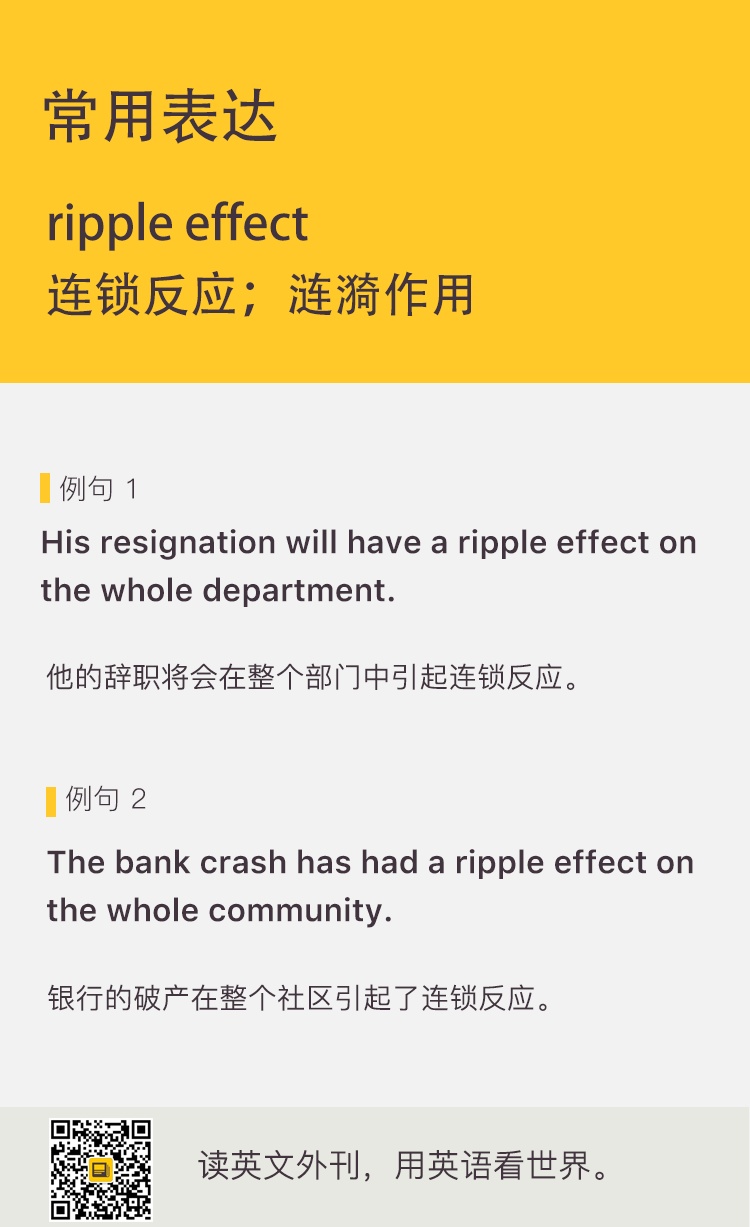 常用表达
ripple effect
连锁反应；涟漪作用
例句 1
His resignation will have a ripple effect on
the whole department.
他的辞职将会在整个部门中引起连锁反应。
例句 2
The bank crash has had a ripple effect on
the whole community.
银行的破产在整个社区引起了连锁反应。
读英文外刊，用英语看世界。